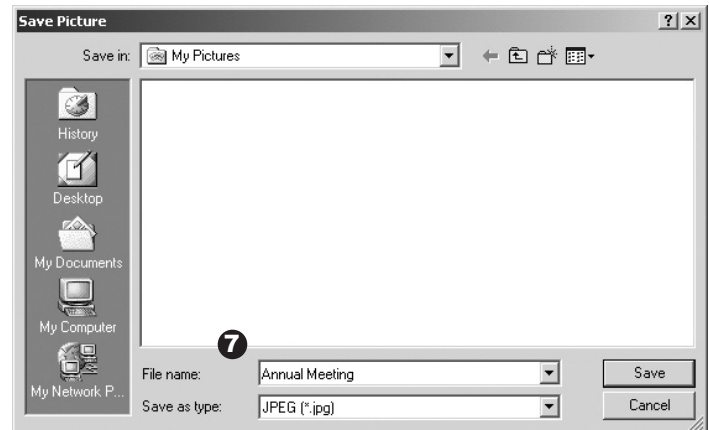 Save Picture
Save in: My Pictures
History
Desktop
My Documents
My Computer
My Network P...
7
File name: Annual Meeting Save
Save as type: JPEG (*.jpg) Cancel